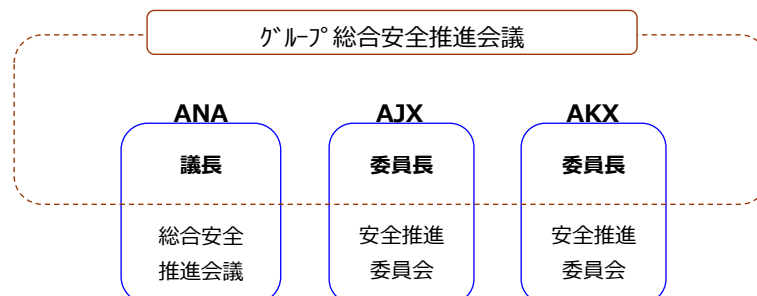 ｸﾞﾙｰﾌﾟ総合安全推進会議
ANA AJX AKX
議長 委員長 委員長
総合安全 安全推進 安全推進
推進会議 委員会 委員会